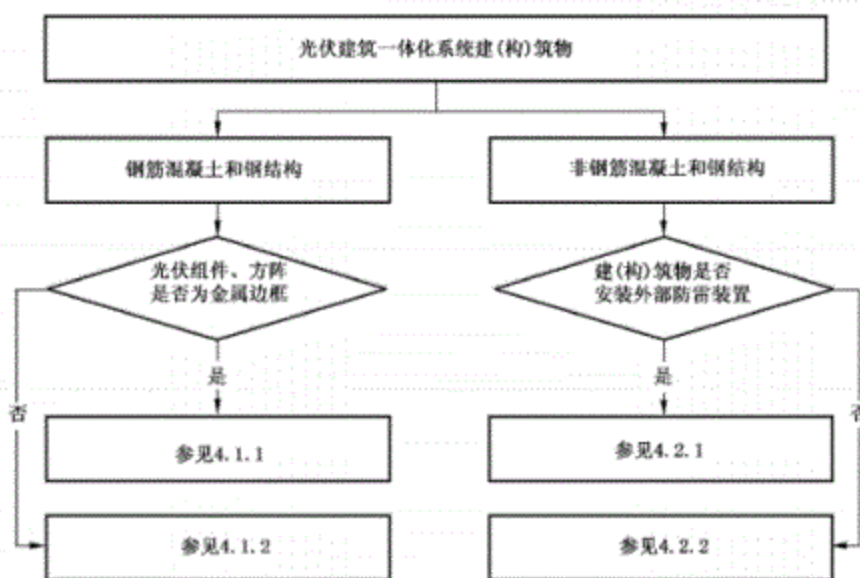 光伏建筑一体化系统建(构)筑物
钢筋混凝土和钢结构
非钢筋混凝土和钢结构
光伏组件、方阵
是否为金属边框
建(构)筑物是否
安装外部防雷装置
是
是
否
否
参见4.1.1
参见4.2.1
参见4.1.2
参见4.2.2